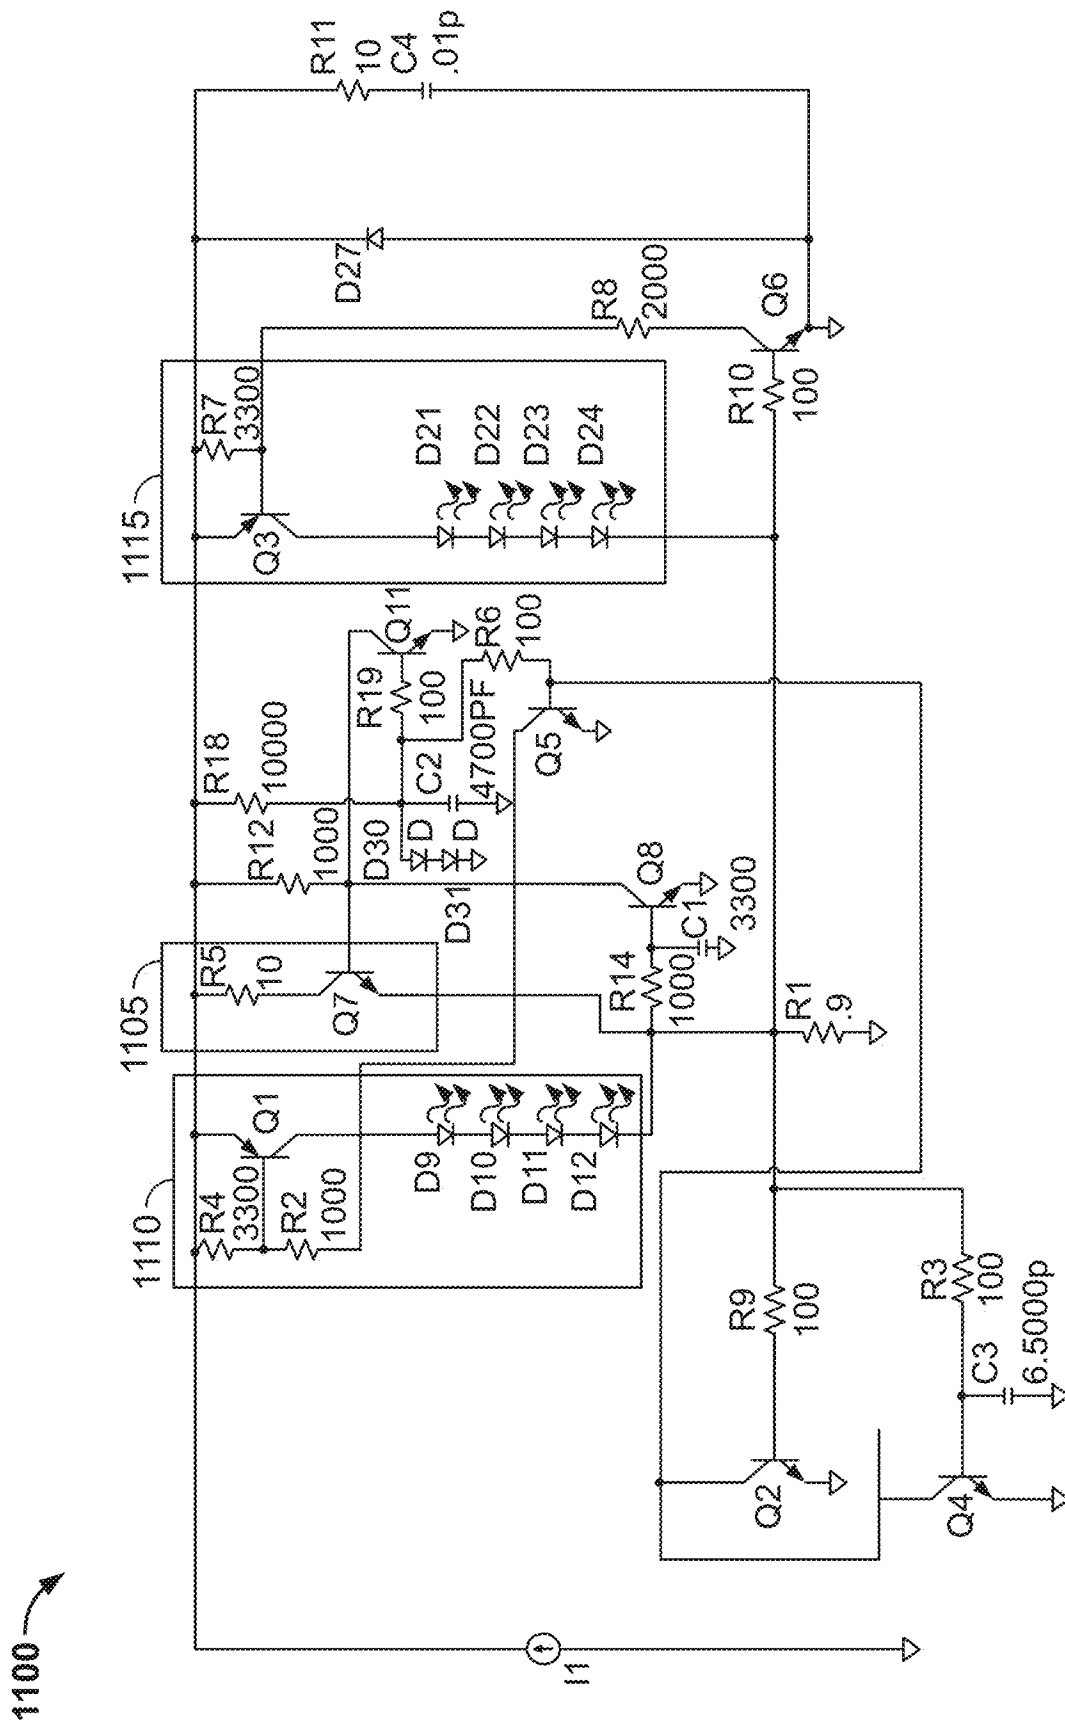 1100
I1
1110
R4
3300
R2
1000
Q1
D9
D10
D11
D12
1105
R5
10
Q7
R12
1000
R18
10000
D30
D
D
D31
C2
4700PF
R19
100
Q11
R6
100
Q5
Q8
C1
3300
R14
1000
R1
.9
1115
R7
3300
Q3
D21
D22
D23
D24
D27
R8
2000
Q6
R10
100
R11
10
C4
.01p
R9
100
Q2
R3
100
C3
6.5000p
Q4